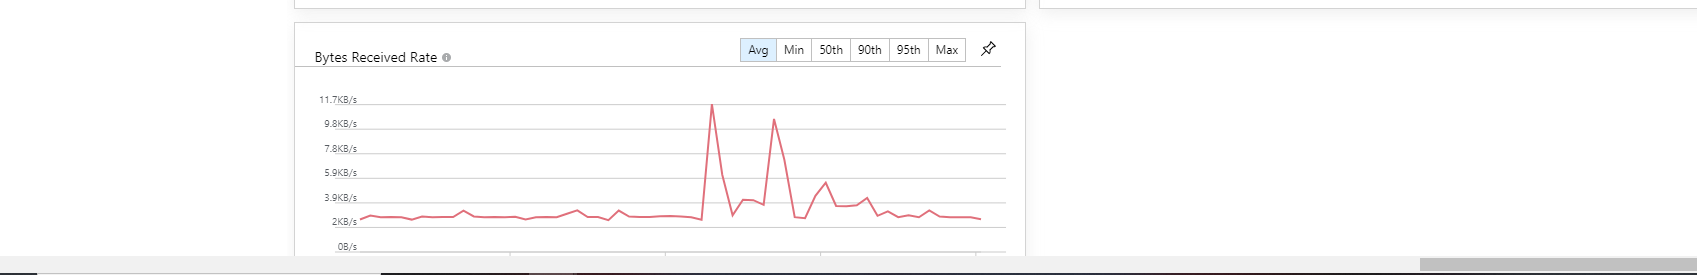 Avg Min 50th 90th 95th Max
Bytes Received Rate
11.7KB/s
9.8KB/s
7.8KB/s
5.9KB/s
3.9KB/s
2KB/s
0B/s